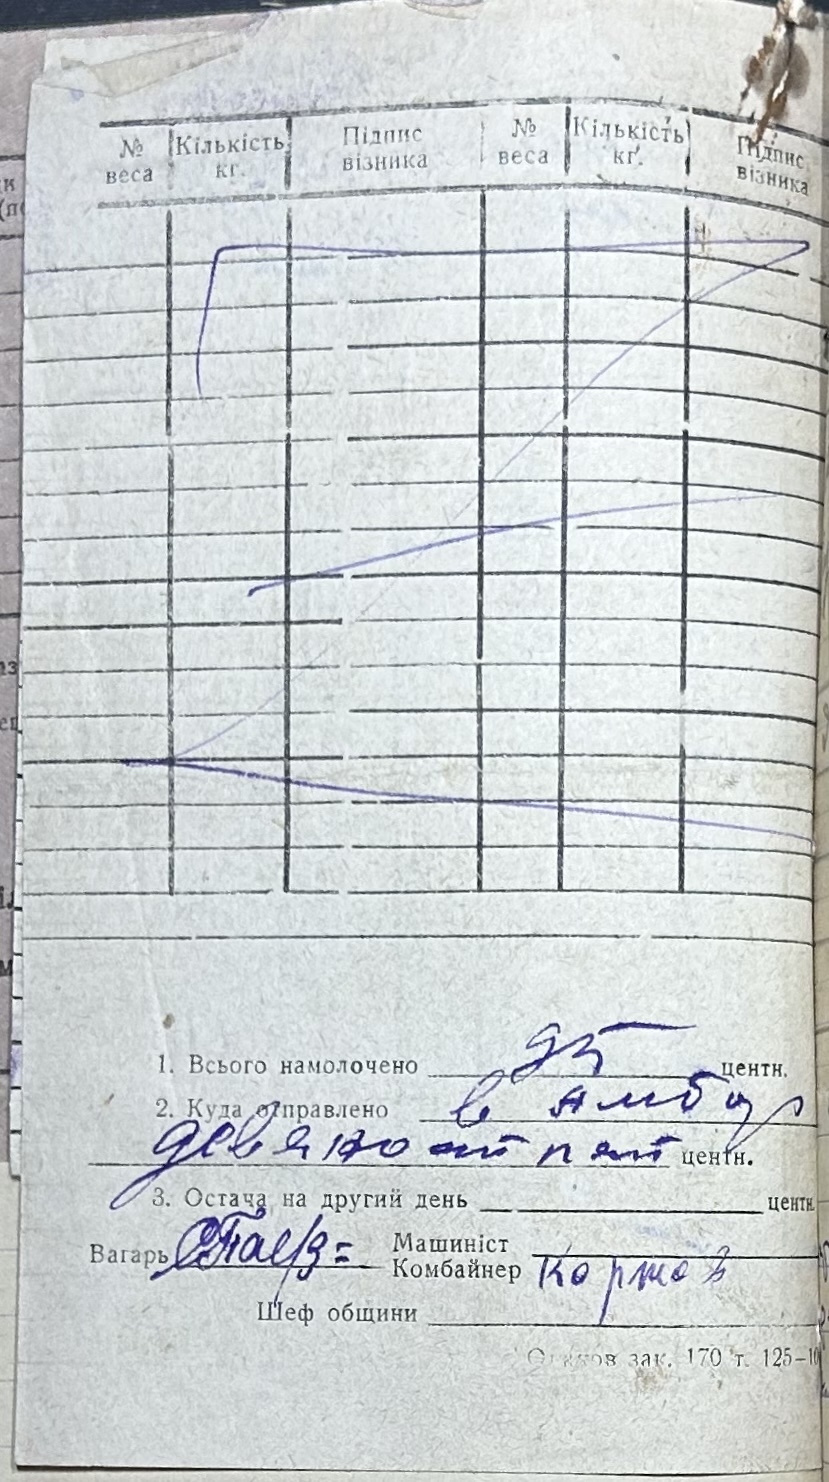 № веса Кількість кг. Підпис візника № веса Кількість кг. Підпис візника
1. Всього намолочено 95 центн.
2. Куда отправлено в амбар
девяносто пят центн.
3. Остача на другий день центн.
Вагарь Машиніст
Комбайнер Коржов
Шеф общини
зак. 170 т. 125-10